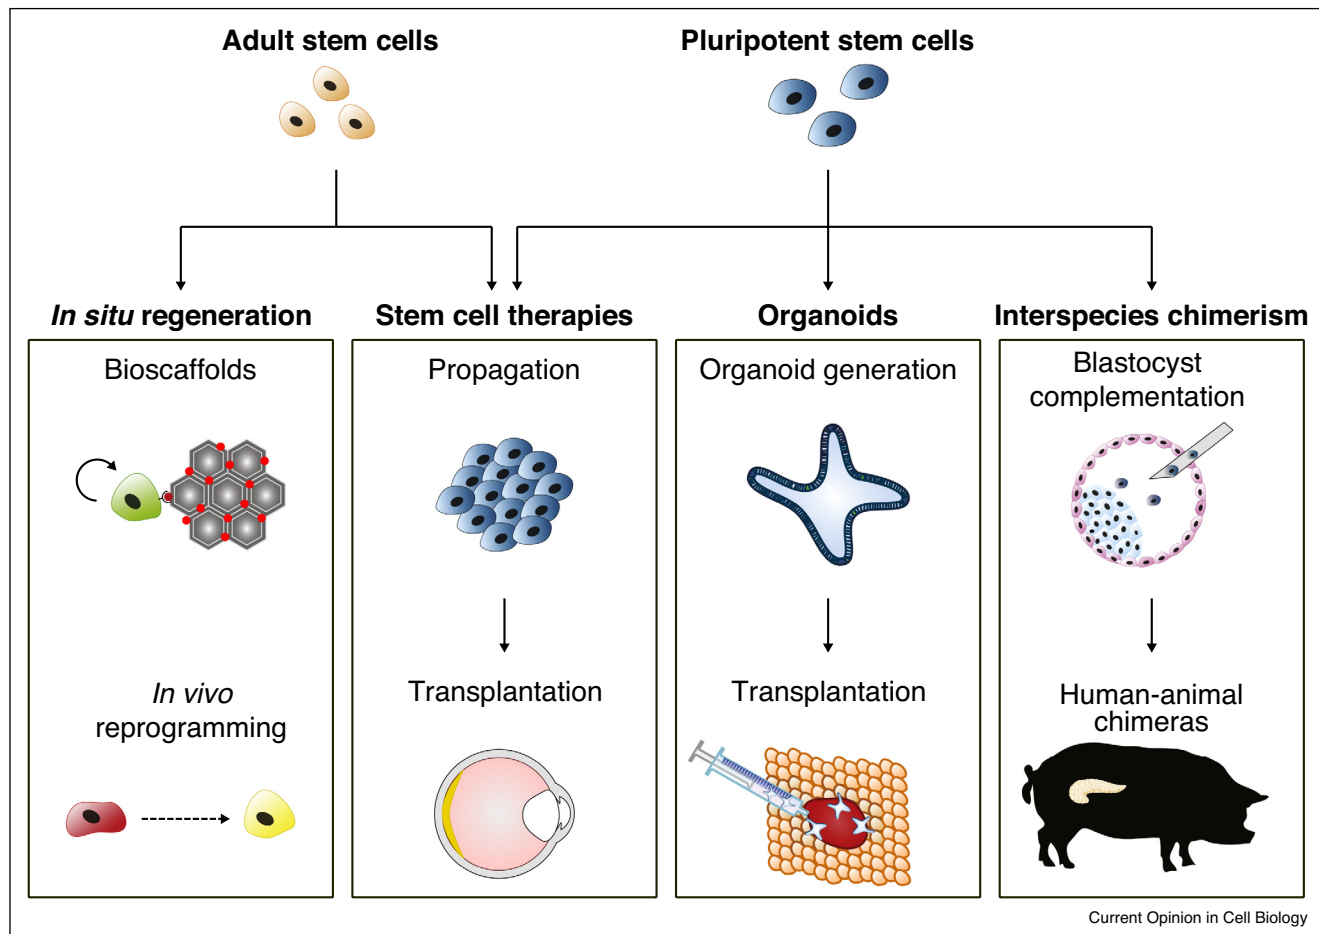 Adult stem cells
Pluripotent stem cells
In situ regeneration
Stem cell therapies
Organoids
Interspecies chimerism
Bioscaffolds
Propagation
Organoid generation
Blastocyst
complementation
In vivo
reprogramming
Transplantation
Transplantation
Human-animal
chimeras
Current Opinion in Cell Biology